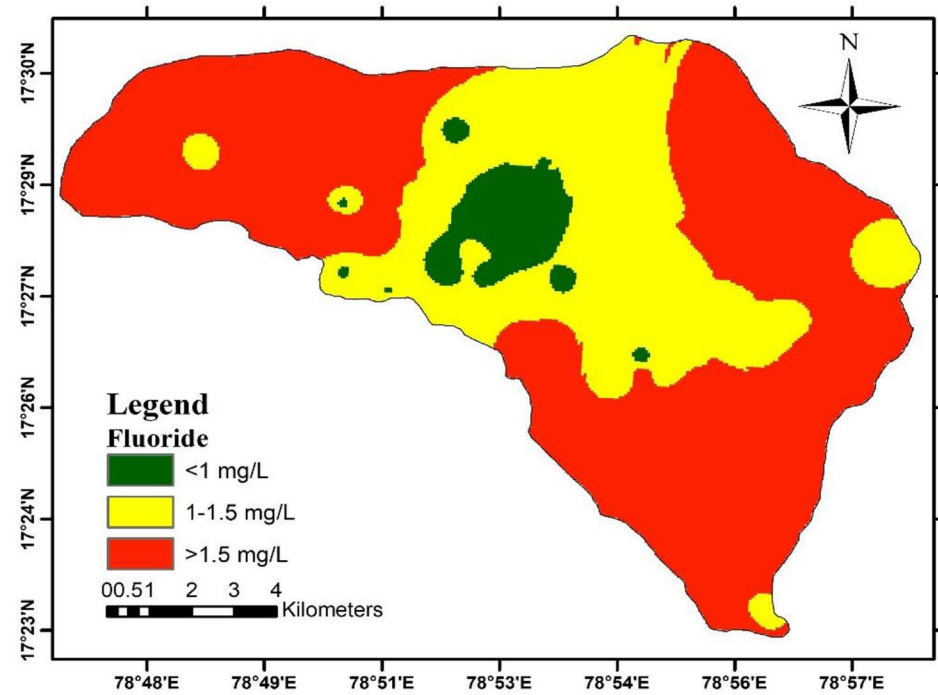 N
17°30'N
17°29'N
17°27'N
17°26'N
17°24'N
17°23'N
Legend
Fluoride
<1 mg/L
1-1.5 mg/L
>1.5 mg/L
00.51 2 3 4
Kilometers
78°48'E 78°49'E 78°51'E 78°53'E 78°54'E 78°56'E 78°57'E